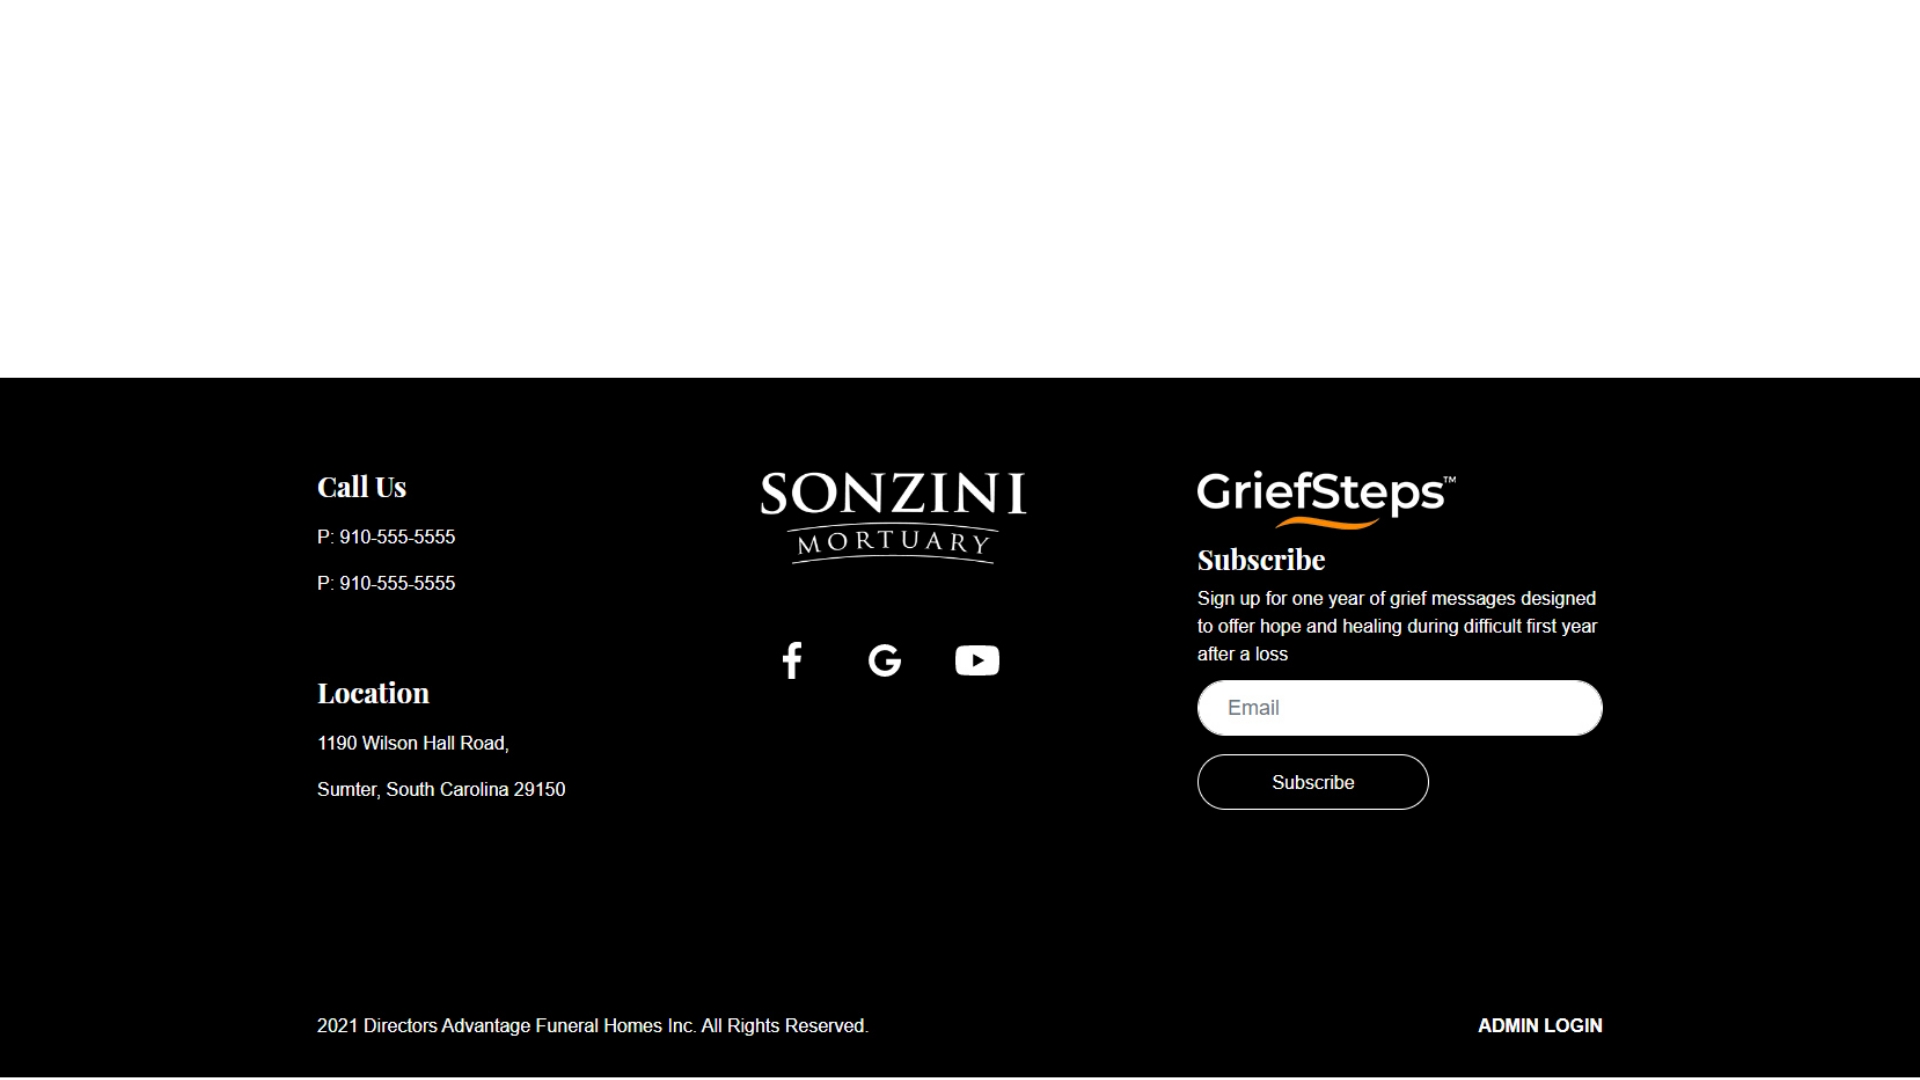 Call Us
P: 910-555-5555
P: 910-555-5555
Location
1190 Wilson Hall Road,
Sumter, South Carolina 29150
SONZINI
MORTUARY
GriefSteps™
Subscribe
Sign up for one year of grief messages designed
to offer hope and healing during difficult first year
after a loss
Email
Subscribe
2021 Directors Advantage Funeral Homes Inc. All Rights Reserved.
ADMIN LOGIN